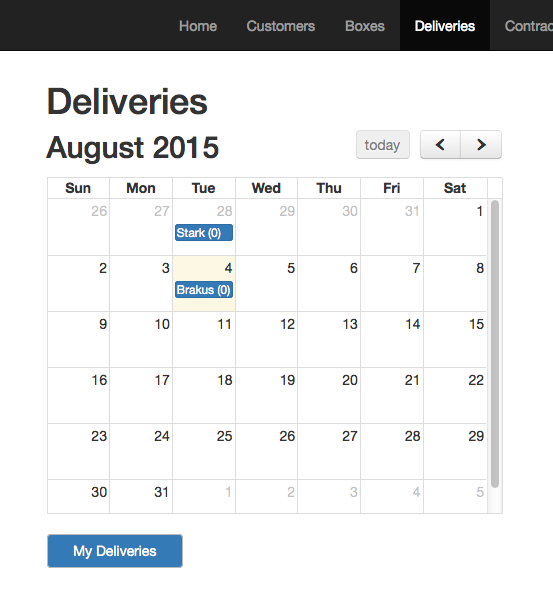 Home Customers Boxes Deliveries Contrac
Deliveries
August 2015
today
Sun Mon Tue Wed Thu Fri Sat
26 27 28 29 30 31 1
Stark (0)
2 3 4 5 6 7 8
Brakus (0)
9 10 11 12 13 14 15
16 17 18 19 20 21 22
23 24 25 26 27 28 29
30 31 1 2 3 4 5
My Deliveries